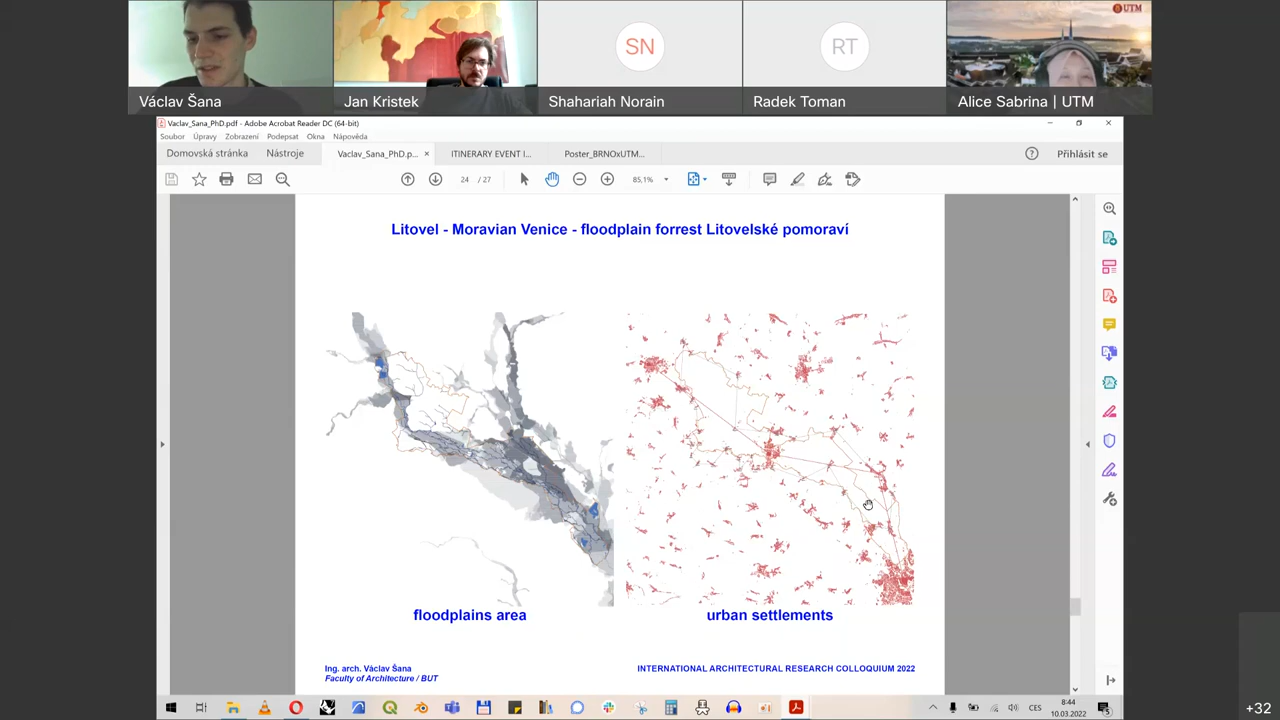 UTM
Václav Šana
Jan Kristek
SN
Shahariah Norain
RT
Radek Toman
Alice Sabrina | UTM
Vaclav_Sana_PhD.pdf - Adobe Acrobat Reader DC (64-bit)
Soubor Úpravy Zobrazení Podepsat Okna Nápověda
Domovská stránka Nástroje Vaclav_Sana_PhD.p... × ITINERARY EVENT I... Poster_BRNOxUTM... Přihlásit se
24 / 27 85,1%
Litovel - Moravian Venice - floodplain forrest Litovelské pomoraví
floodplains area
urban settlements
Ing. arch. Václav Šana
Faculty of Architecture / BUT
INTERNATIONAL ARCHITECTURAL RESEARCH COLLOQUIUM 2022
CES
8:44
10.03.2022
5
+32